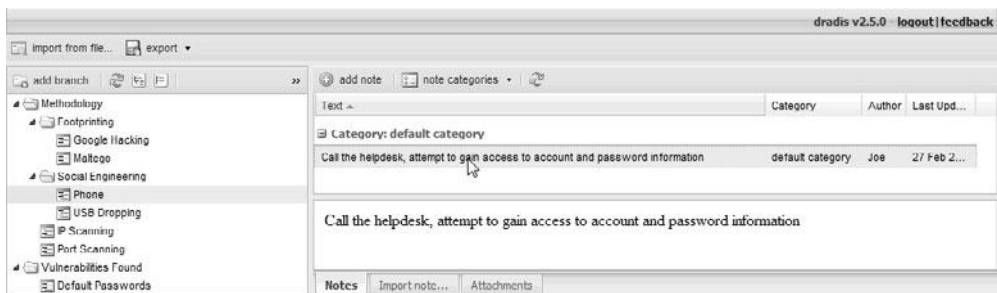 dradis v2.5.0 logout|feedback
import from file... export
add branch
Methodology
Footprinting
Google Hacking
Maltego
Social Engineering
Phone
USB Dropping
IP Scanning
Port Scanning
Vulnerabilities Found
Default Passwords
add note note categories
Text Category Author Last Upd...
Category: default category
Call the helpdesk, attempt to gain access to account and password information default category Joe 27 Feb 2...
Call the helpdesk, attempt to gain access to account and password information
Notes Import note... Attachments